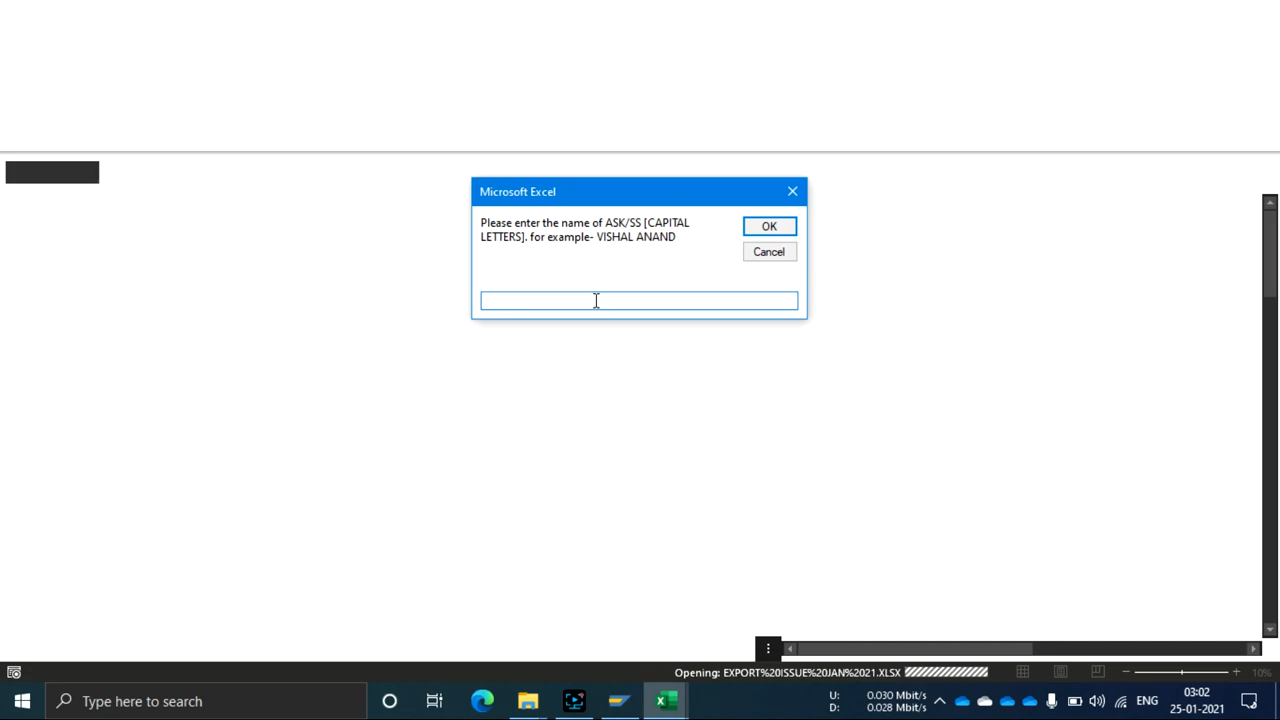 Microsoft Excel
Please enter the name of ASK/SS [CAPITAL
LETTERS]. for example- VISHAL ANAND
OK
Cancel
Opening: EXPORT%20ISSUE%20JAN%2021.XLSX
10%
Type here to search
U: 0.030 Mbit/s
D: 0.028 Mbit/s
ENG
03:02
25-01-2021